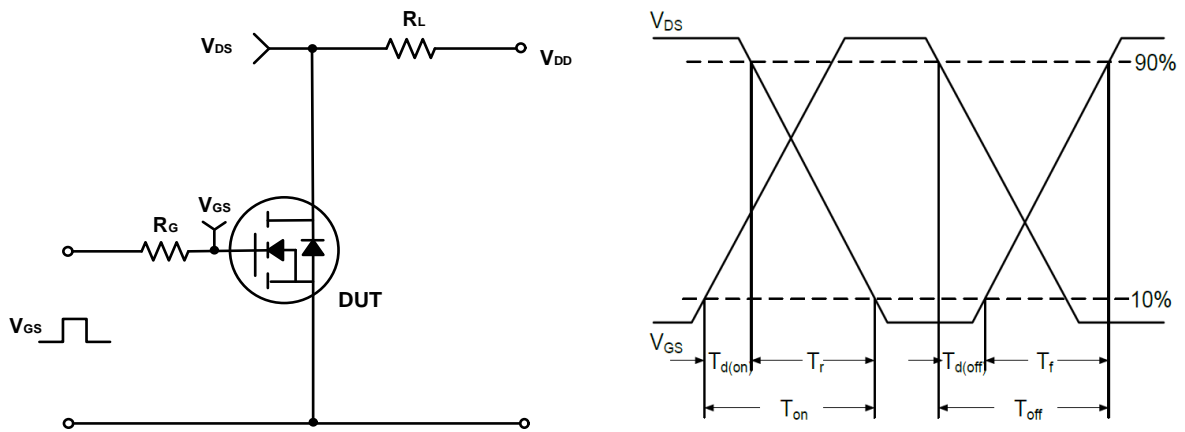 RL
VDS
VDD
VGS
RG
DUT
VGS
VDS
90%
10%
VGS
Td(on)
Tr
Td(off)
Tf
Ton
Toff